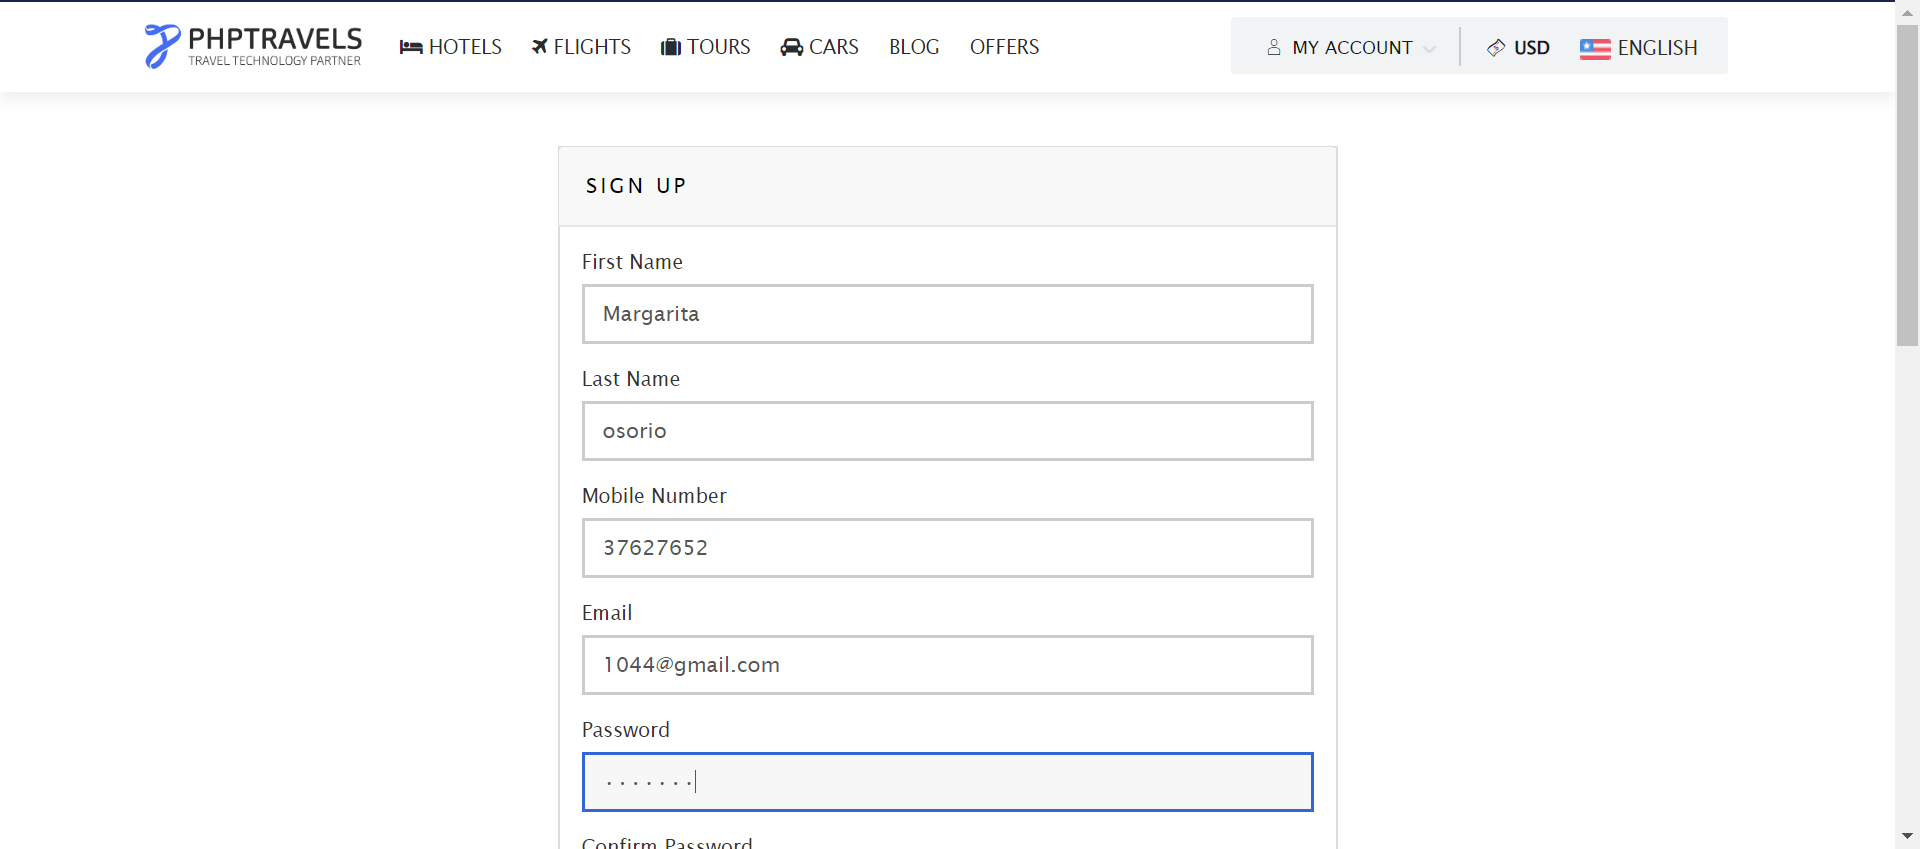 PHPTRAVELS
TRAVEL TECHNOLOGY PARTNER
HOTELS FLIGHTS TOURS CARS BLOG OFFERS
MY ACCOUNT USD ENGLISH
SIGN UP
First Name
Margarita
Last Name
osorio
Mobile Number
37627652
Email
1044@gmail.com
Password
·······
Confirm Password